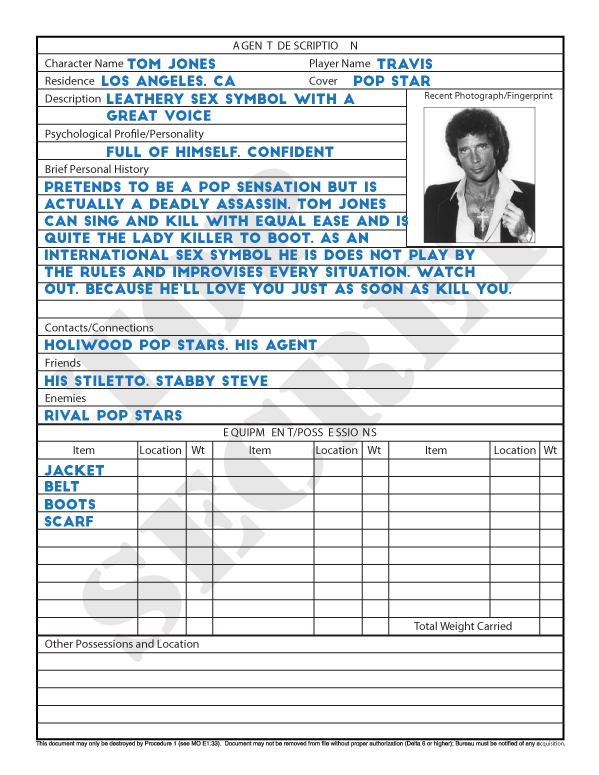 AGENT DESCRIPTION
Character Name TOM JONES Player Name TRAVIS
Residence LOS ANGELES, CA Cover POP STAR
Description LEATHERY SEX SYMBOL WITH A Recent Photograph/Fingerprint
GREAT VOICE
Psychological Profile/Personality
FULL OF HIMSELF, CONFIDENT
Brief Personal History
PRETENDS TO BE A POP SENSATION BUT IS
ACTUALLY A DEADLY ASSASSIN. TOM JONES
CAN SING AND KILL WITH EQUAL EASE AND IS
QUITE THE LADY KILLER TO BOOT. AS AN
INTERNATIONAL SEX SYMBOL HE IS DOES NOT PLAY BY
THE RULES AND IMPROVISES EVERY SITUATION. WATCH
OUT, BECAUSE HE'LL LOVE YOU JUST AS SOON AS KILL YOU.
Contacts/Connections
HOLIWOOD POP STARS, HIS AGENT
Friends
HIS STILETTO, STABBY STEVE
Enemies
RIVAL POP STARS
EQUIPMENT/POSSESSIONS
Item Location Wt Item Location Wt Item Location Wt
JACKET
BELT
BOOTS
SCARF
Total Weight Carried
Other Possessions and Location
This document may only be destroyed by Procedure 1 (see MO E1.33). Document may not be removed from file without proper authorization (Delta 6 or higher); Bureau must be notified of any acquisition.
TOP SECRET